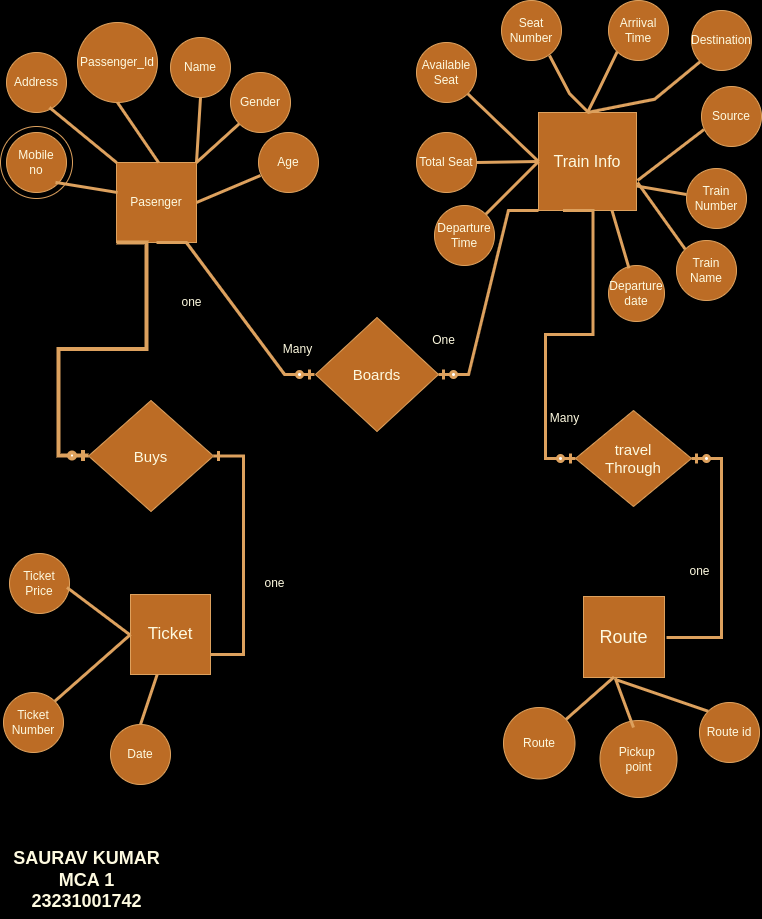 Seat
Number
Arriival
Time
Destination
Passenger_Id
Name
Available
Seat
Address
Gender
Source
Mobile
no
Age
Total Seat
Train Info
Pasenger
Train
Number
Departure
Time
Train
Name
Departure
date
one
Many
One
Boards
Many
Buys
travel
Through
one
one
Ticket
Price
Ticket
Route
Ticket
Number
Date
Route
Pickup
point
Route id
SAURAV KUMAR
MCA 1
23231001742